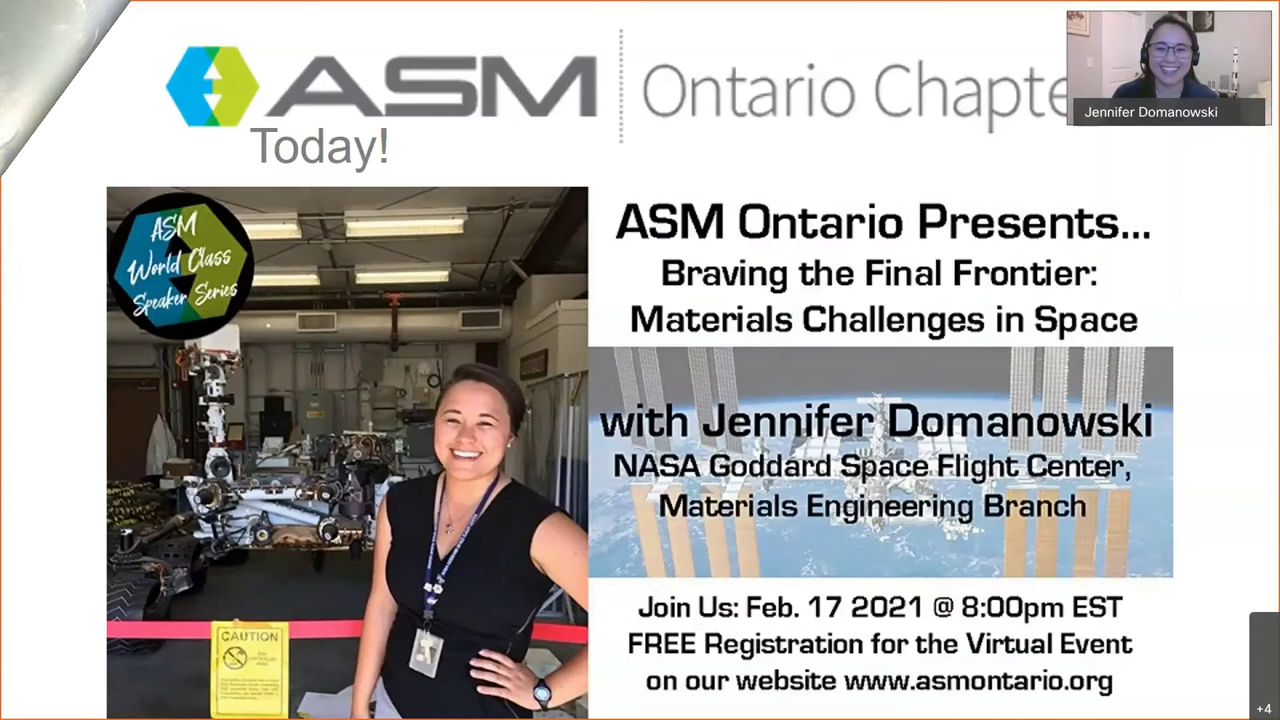 ASM
Ontario Chapte
Jennifer Domanowski
Today!
ASM
World Class
Speaker Series
ASM Ontario Presents...
Braving the Final Frontier:
Materials Challenges in Space
with Jennifer Domanowski
NASA Goddard Space Flight Center,
Materials Engineering Branch
Join Us: Feb. 17 2021 @ 8:00pm EST
FREE Registration for the Virtual Event
on our website www.asmontario.org
CAUTION
+4